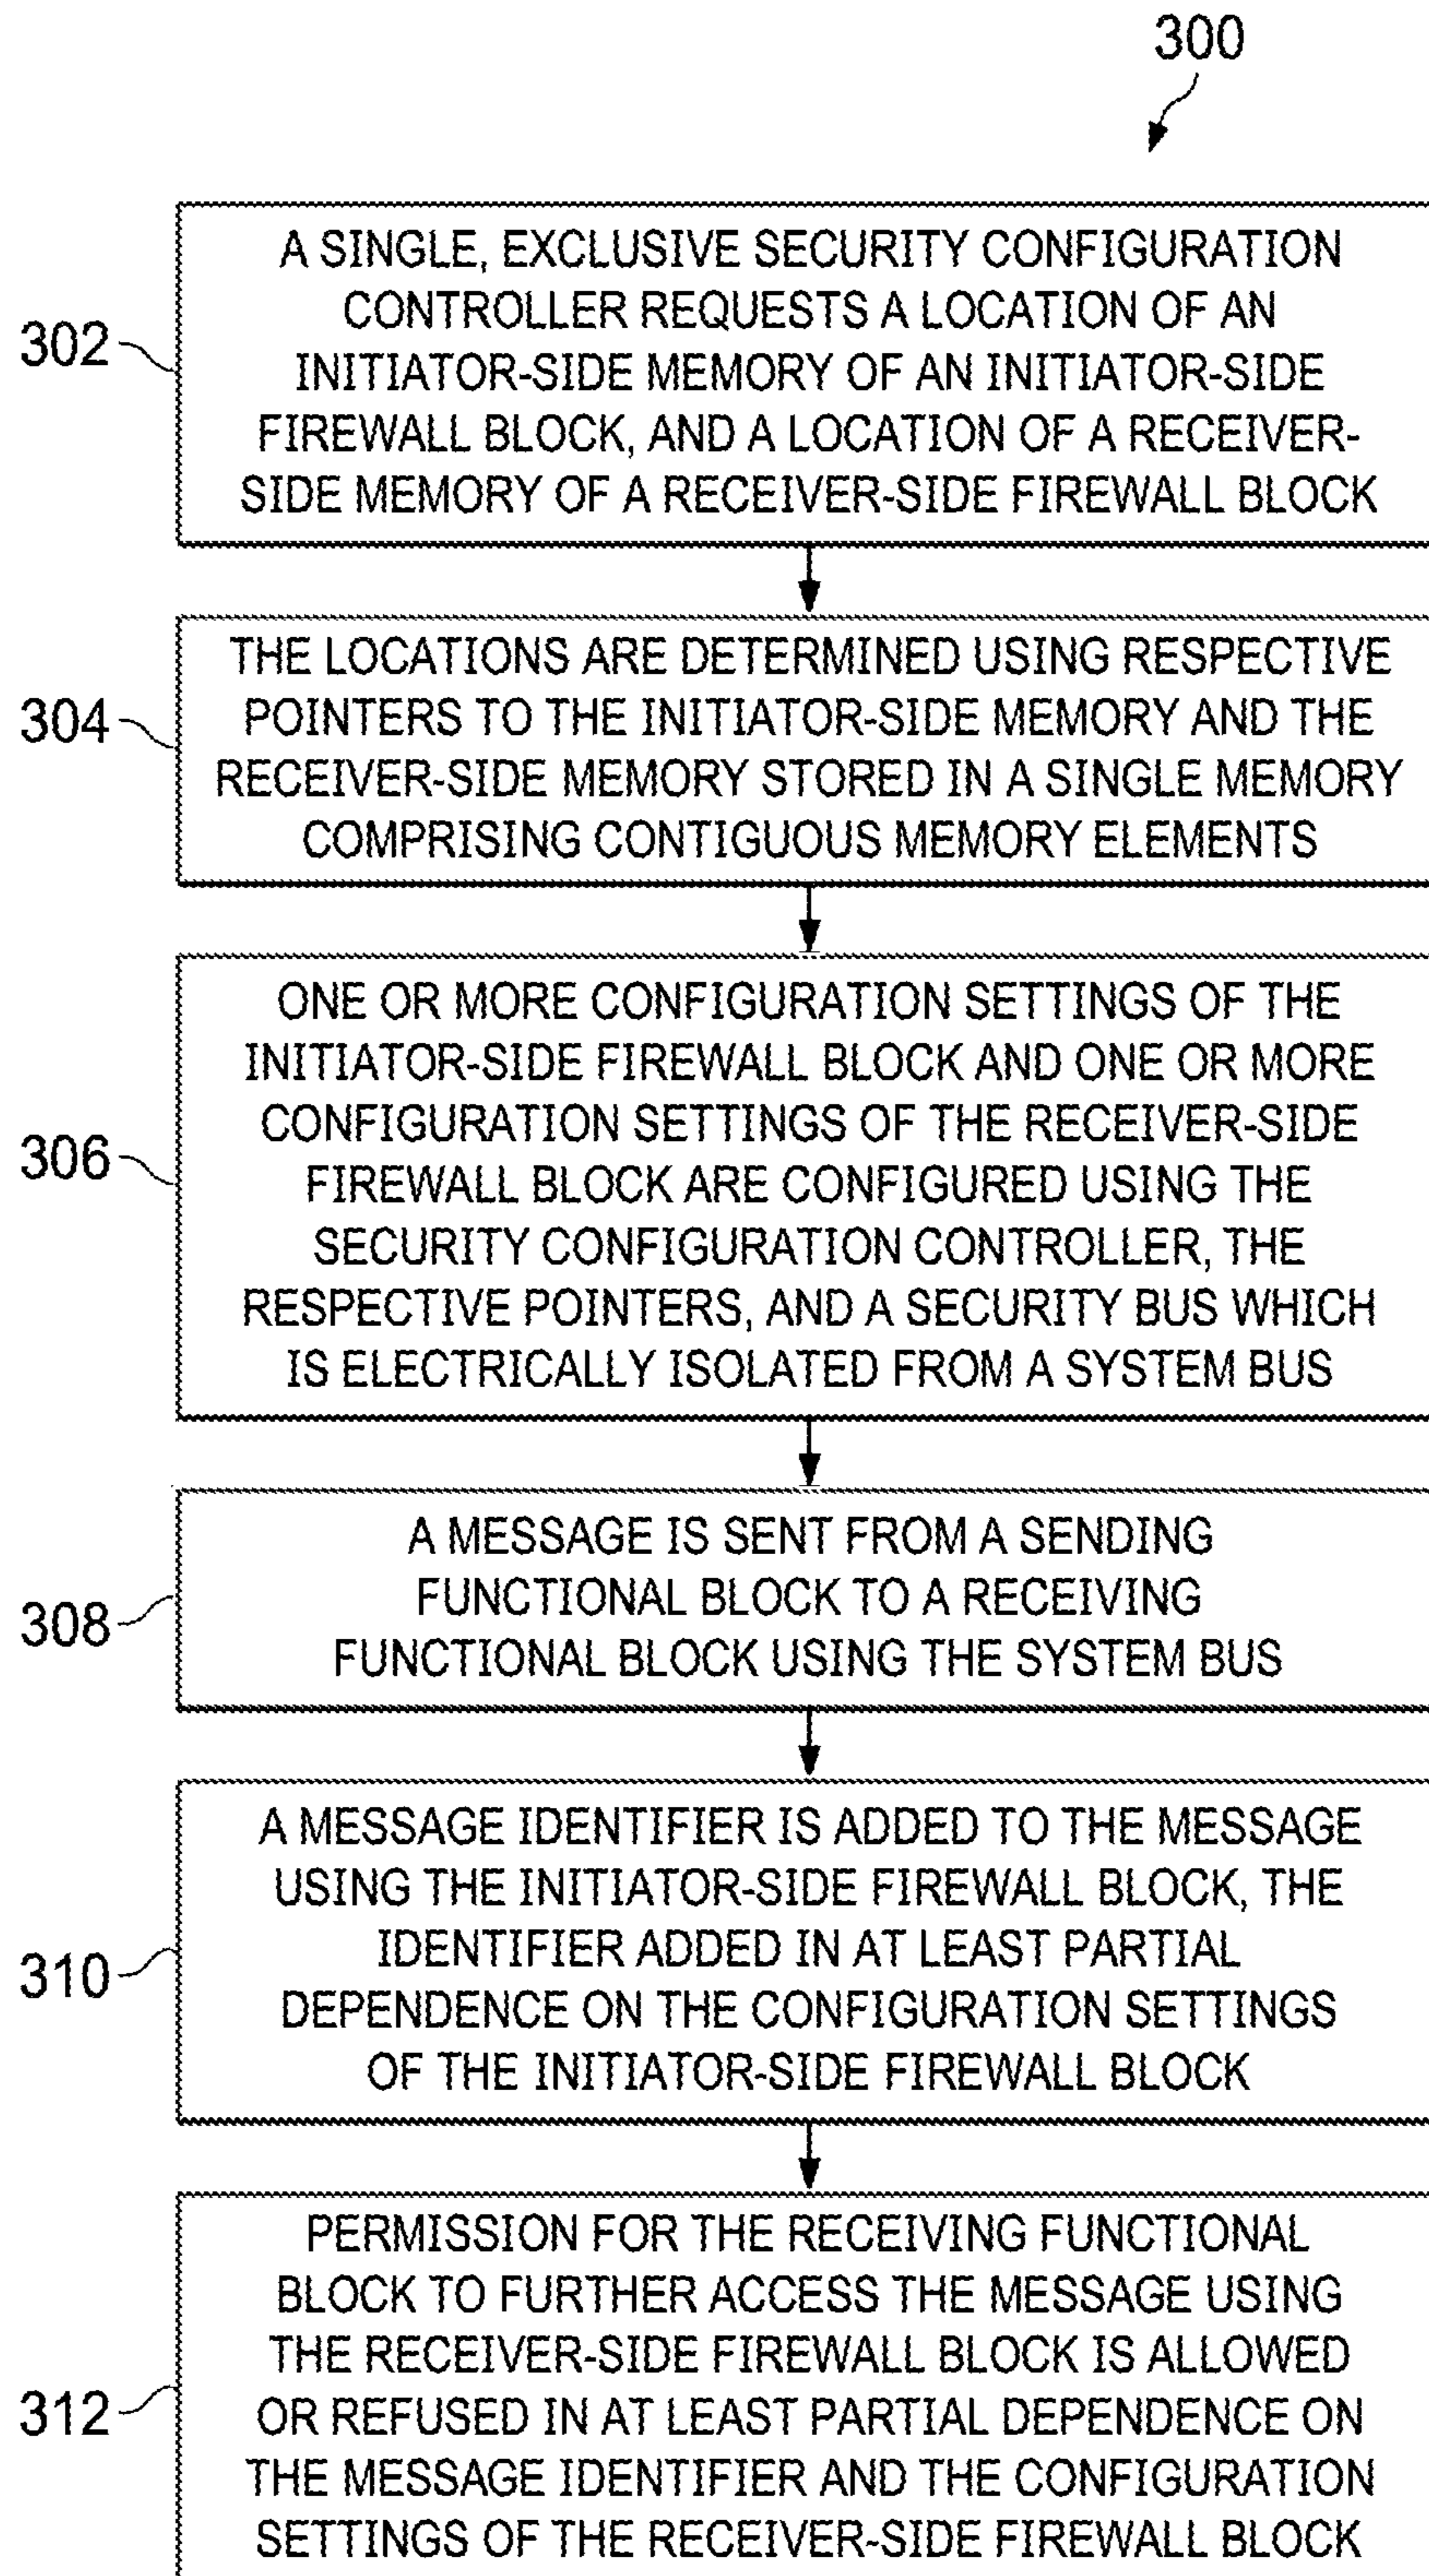 300
302
A SINGLE, EXCLUSIVE SECURITY CONFIGURATION
CONTROLLER REQUESTS A LOCATION OF AN
INITIATOR-SIDE MEMORY OF AN INITIATOR-SIDE
FIREWALL BLOCK, AND A LOCATION OF A RECEIVER-
SIDE MEMORY OF A RECEIVER-SIDE FIREWALL BLOCK
304
THE LOCATIONS ARE DETERMINED USING RESPECTIVE
POINTERS TO THE INITIATOR-SIDE MEMORY AND THE
RECEIVER-SIDE MEMORY STORED IN A SINGLE MEMORY
COMPRISING CONTIGUOUS MEMORY ELEMENTS
306
ONE OR MORE CONFIGURATION SETTINGS OF THE
INITIATOR-SIDE FIREWALL BLOCK AND ONE OR MORE
CONFIGURATION SETTINGS OF THE RECEIVER-SIDE
FIREWALL BLOCK ARE CONFIGURED USING THE
SECURITY CONFIGURATION CONTROLLER, THE
RESPECTIVE POINTERS, AND A SECURITY BUS WHICH
IS ELECTRICALLY ISOLATED FROM A SYSTEM BUS
308
A MESSAGE IS SENT FROM A SENDING
FUNCTIONAL BLOCK TO A RECEIVING
FUNCTIONAL BLOCK USING THE SYSTEM BUS
310
A MESSAGE IDENTIFIER IS ADDED TO THE MESSAGE
USING THE INITIATOR-SIDE FIREWALL BLOCK, THE
IDENTIFIER ADDED IN AT LEAST PARTIAL
DEPENDENCE ON THE CONFIGURATION SETTINGS
OF THE INITIATOR-SIDE FIREWALL BLOCK
312
PERMISSION FOR THE RECEIVING FUNCTIONAL
BLOCK TO FURTHER ACCESS THE MESSAGE USING
THE RECEIVER-SIDE FIREWALL BLOCK IS ALLOWED
OR REFUSED IN AT LEAST PARTIAL DEPENDENCE ON
THE MESSAGE IDENTIFIER AND THE CONFIGURATION
SETTINGS OF THE RECEIVER-SIDE FIREWALL BLOCK